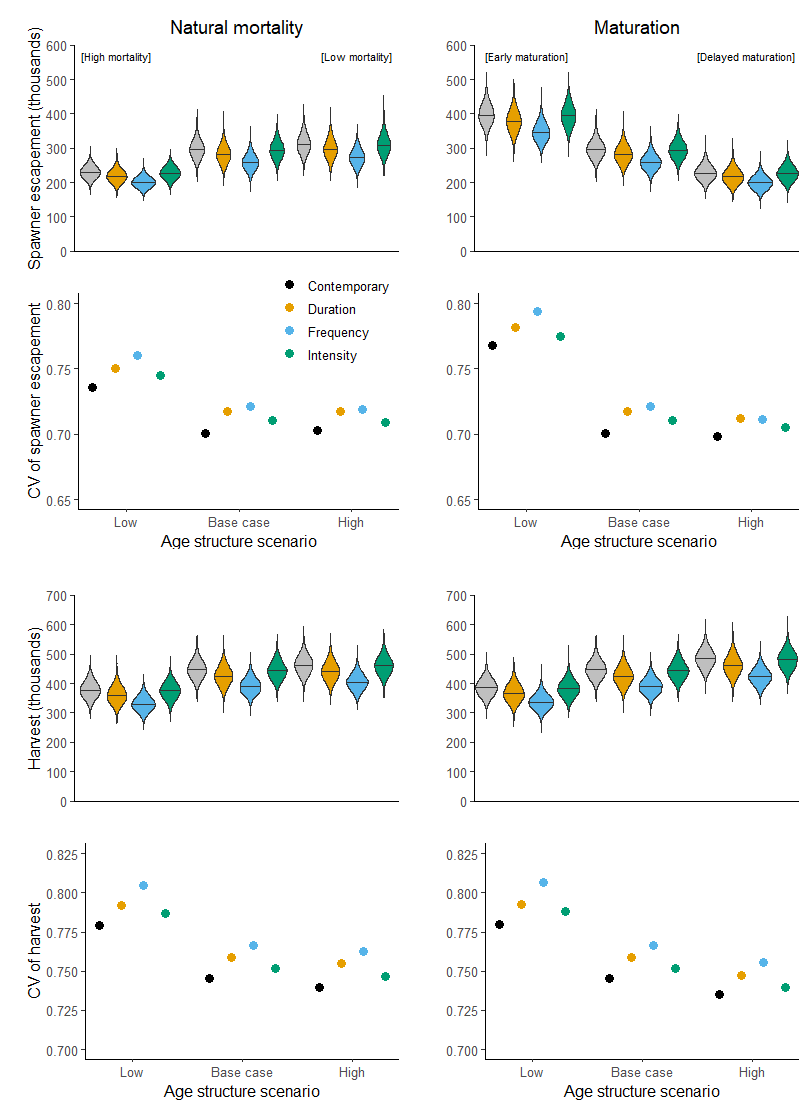 Natural mortality
Maturation
Spawner escapement (thousands)
600
500
400
300
200
100
0
[High mortality]
[Low mortality]
600
500
400
300
200
100
0
[Early maturation]
[Delayed maturation]
CV of spawner escapement
0.80
0.75
0.70
0.65
Contemporary
Duration
Frequency
Intensity
Low
Base case
High
Age structure scenario
0.80
0.75
0.70
0.65
Low
Base case
High
Age structure scenario
Harvest (thousands)
700
600
500
400
300
200
100
0
700
600
500
400
300
200
100
0
CV of harvest
0.825
0.800
0.775
0.750
0.725
0.700
Low
Base case
High
Age structure scenario
0.825
0.800
0.775
0.750
0.725
0.700
Low
Base case
High
Age structure scenario